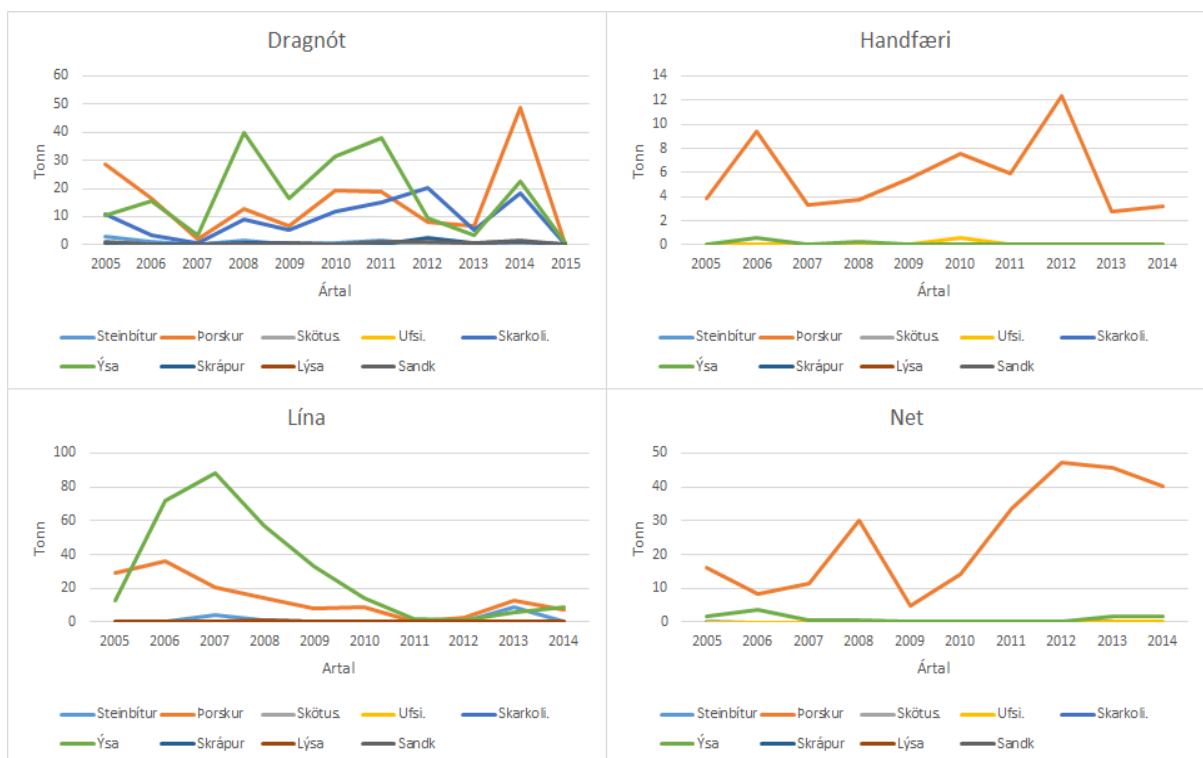 Dragnót
60
50
40
30
20
10
0
Tonn
2005 2006 2007 2008 2009 2010 2011 2012 2013 2014 2015
Ártal
Steinbítur Þorskur Skötus. Ufsi. Skarkoli.
Ýsa Skrápur Lýsa Sandk
Handfæri
14
12
10
8
6
4
2
0
Tonn
2005 2006 2007 2008 2009 2010 2011 2012 2013 2014
Ártal
Steinbítur Þorskur Skötus. Ufsi. Skarkoli.
Ýsa Skrápur Lýsa Sandk
Lína
100
80
60
40
20
0
Tonn
2005 2006 2007 2008 2009 2010 2011 2012 2013 2014
Artal
Steinbítur Þorskur Skötus. Ufsi. Skarkoli.
Ýsa Skrápur Lýsa Sandk
Net
50
40
30
20
10
0
Tonn
2005 2006 2007 2008 2009 2010 2011 2012 2013 2014
Ártal
Steinbítur Þorskur Skötus. Ufsi. Skarkoli.
Ýsa Skrápur Lýsa Sandk